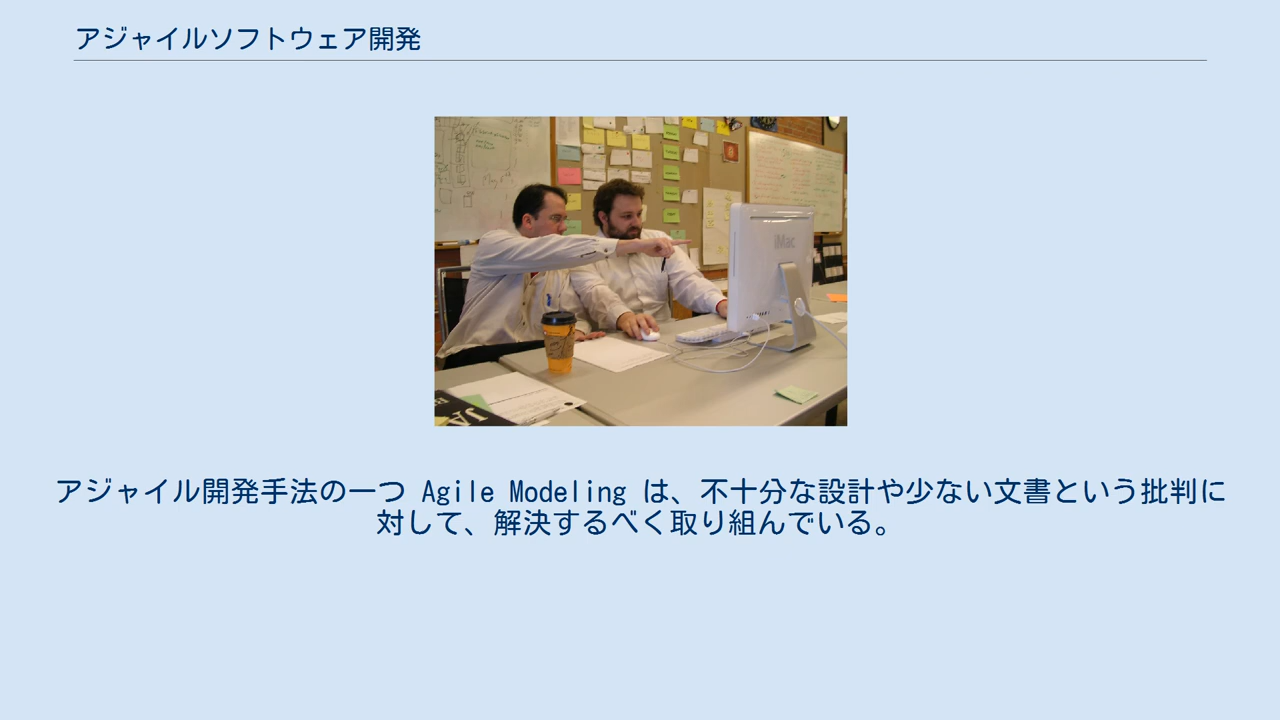 アジャイルソフトウェア開発
iMac
JA
アジャイル開発手法の一つ Agile Modeling は、不十分な設計や少ない文書という批判に
対して、解決するべく取り組んでいる。